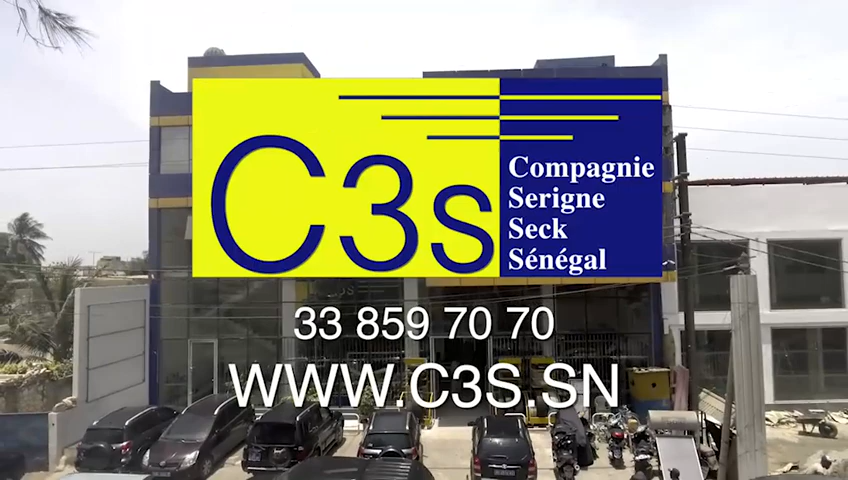 C3s
Compagnie
Serigne
Seck
Sénégal
33 859 70 70
WWW.C3S.SN